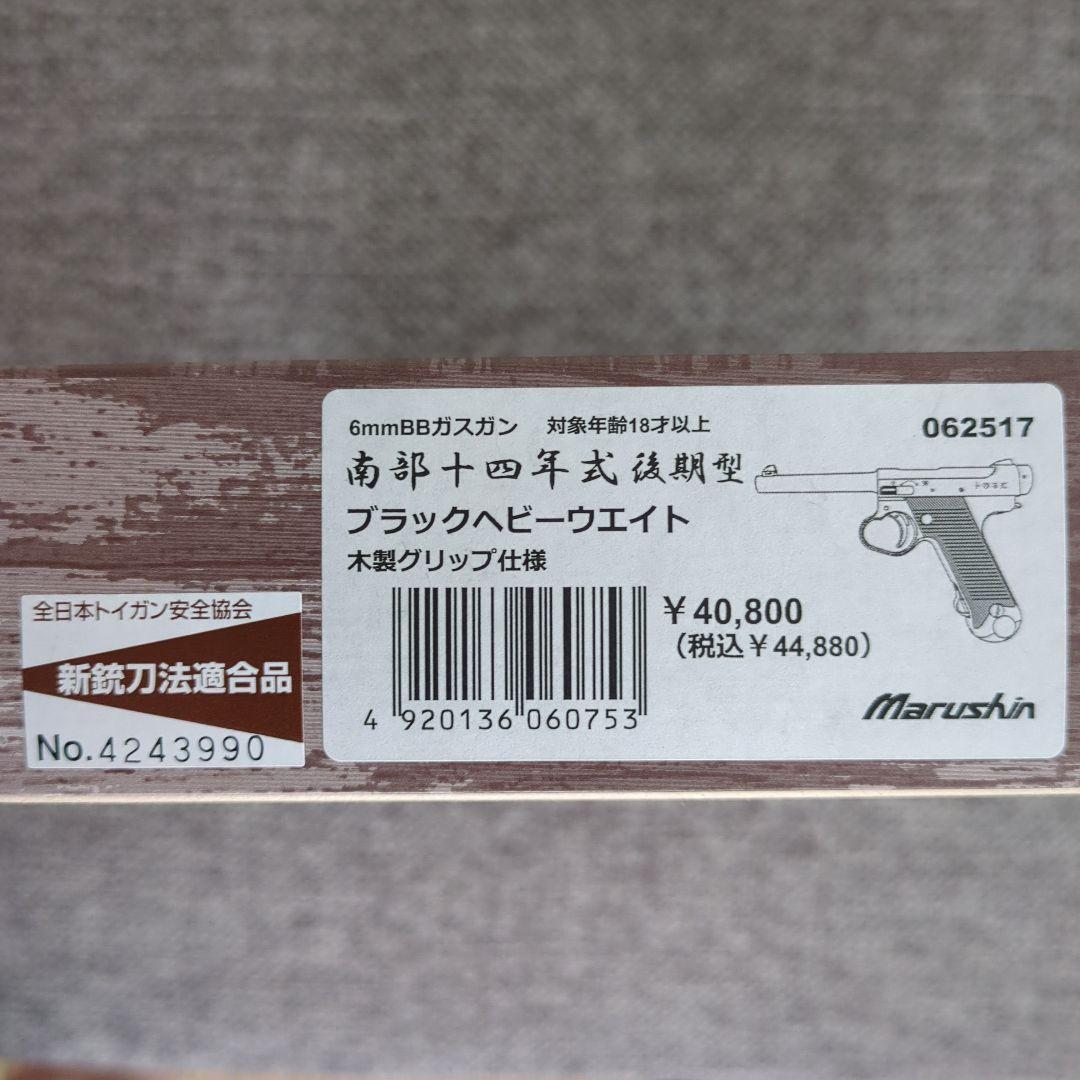 6mmBBガスガン 対象年齢18才以上 062517
南部十四年式 後期型
ブラックヘビーウエイト
木製グリップ仕様
¥40,800
(税込¥44,880)
4 920136 060753
Marushin
全日本トイガン安全協会
新銃刀法適合品
No.4243990